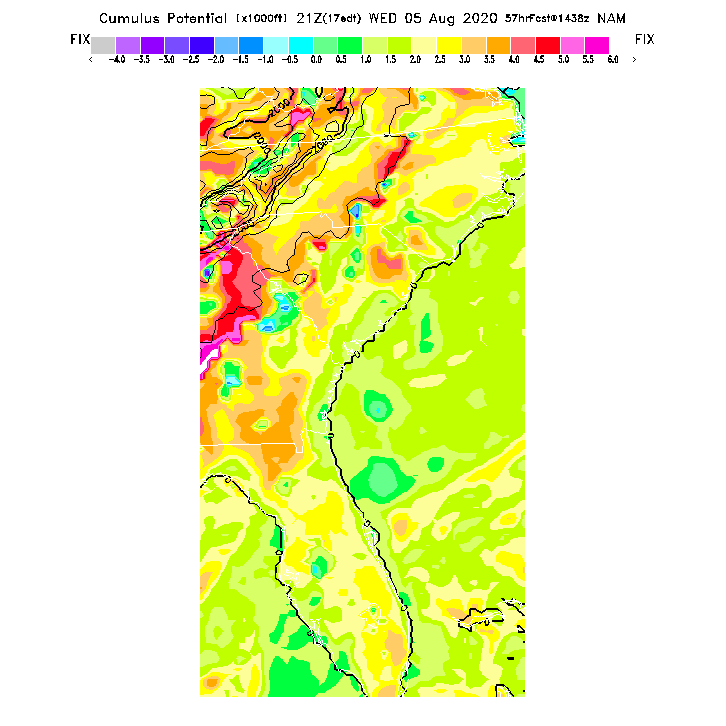 Cumulus Potential [x1000ft] 21Z(17edt) WED 05 Aug 2020 57hrFcst@1438z NAM
FIX FIX
< -4.0 -3.5 -3.0 -2.5 -2.0 -1.5 -1.0 -0.5 0.0 0.5 1.0 1.5 2.0 2.5 3.0 3.5 4.0 4.5 5.0 5.5 6.0 >
2000
2000